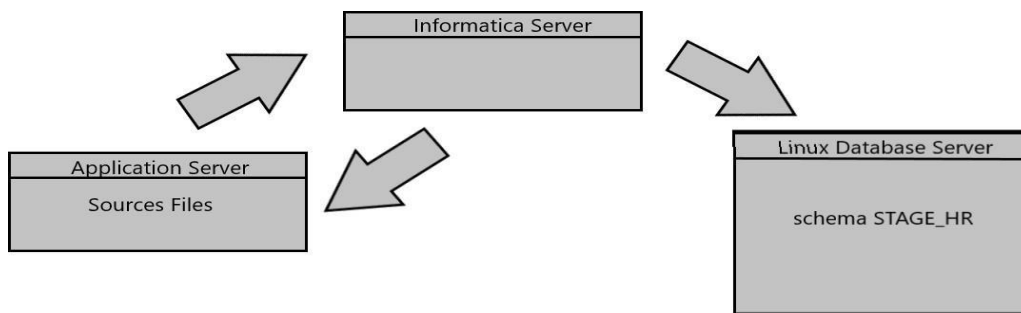 Informatica Server
Application Server
Sources Files
Linux Database Server
schema STAGE_HR